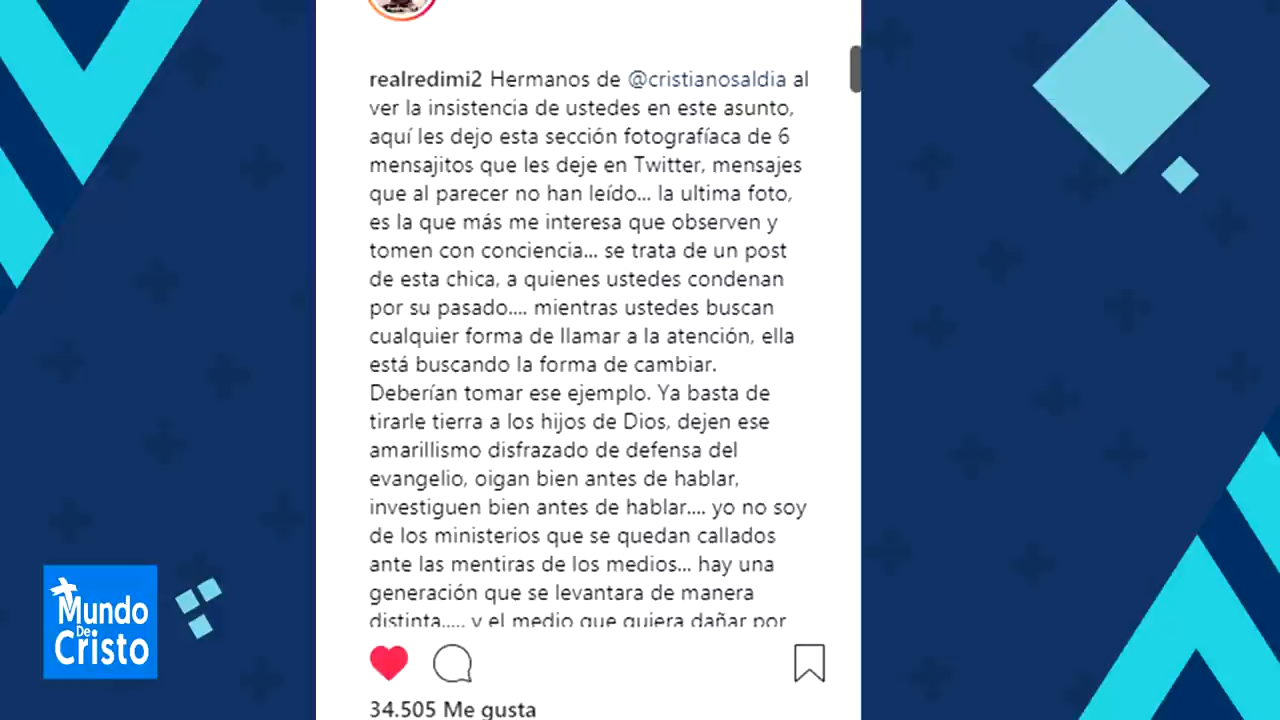 realredimi2 Hermanos de @cristianosaldia al
ver la insistencia de ustedes en este asunto,
aquí les dejo esta sección fotografíaca de 6
mensajitos que les deje en Twitter, mensajes
que al parecer no han leído... la ultima foto,
es la que más me interesa que observen y
tomen con conciencia... se trata de un post
de esta chica, a quienes ustedes condenan
por su pasado.... mientras ustedes buscan
cualquier forma de llamar a la atención, ella
está buscando la forma de cambiar.
Deberían tomar ese ejemplo. Ya basta de
tirarle tierra a los hijos de Dios, dejen ese
amarillismo disfrazado de defensa del
evangelio, oigan bien antes de hablar,
investiguen bien antes de hablar.... yo no soy
de los ministerios que se quedan callados
ante las mentiras de los medios... hay una
generación que se levantara de manera
distinta..... y el medio que quiera dañar por
34.505 Me gusta
Mundo
De
Cristo